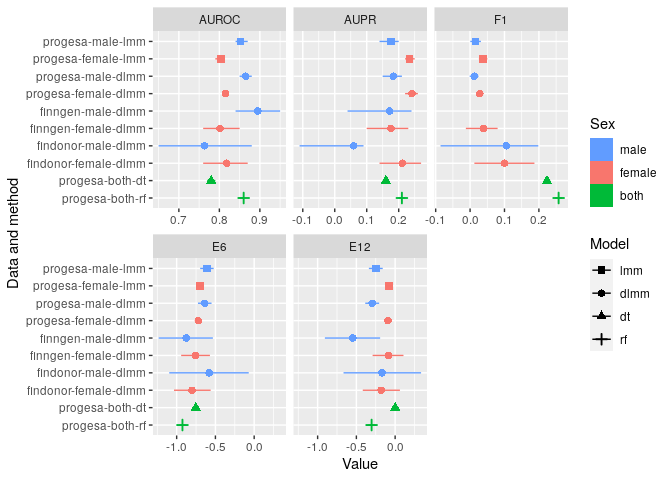 AUROC AUPR F1
progesa-male-lmm
progesa-female-lmm
progesa-male-dlmm
progesa-female-dlmm
finngen-male-dlmm
finngen-female-dlmm
findonor-male-dlmm
findonor-female-dlmm
progesa-both-dt
progesa-both-rf
0.7 0.8 0.9 -0.1 0.0 0.1 0.2 -0.1 0.0 0.1 0.2
E6 E12
progesa-male-lmm
progesa-female-lmm
progesa-male-dlmm
progesa-female-dlmm
finngen-male-dlmm
finngen-female-dlmm
findonor-male-dlmm
findonor-female-dlmm
progesa-both-dt
progesa-both-rf
-1.0 -0.5 0.0 -1.0 -0.5 0.0
Value
Data and method
Sex
male
female
both
Model
lmm
dlmm
dt
rf